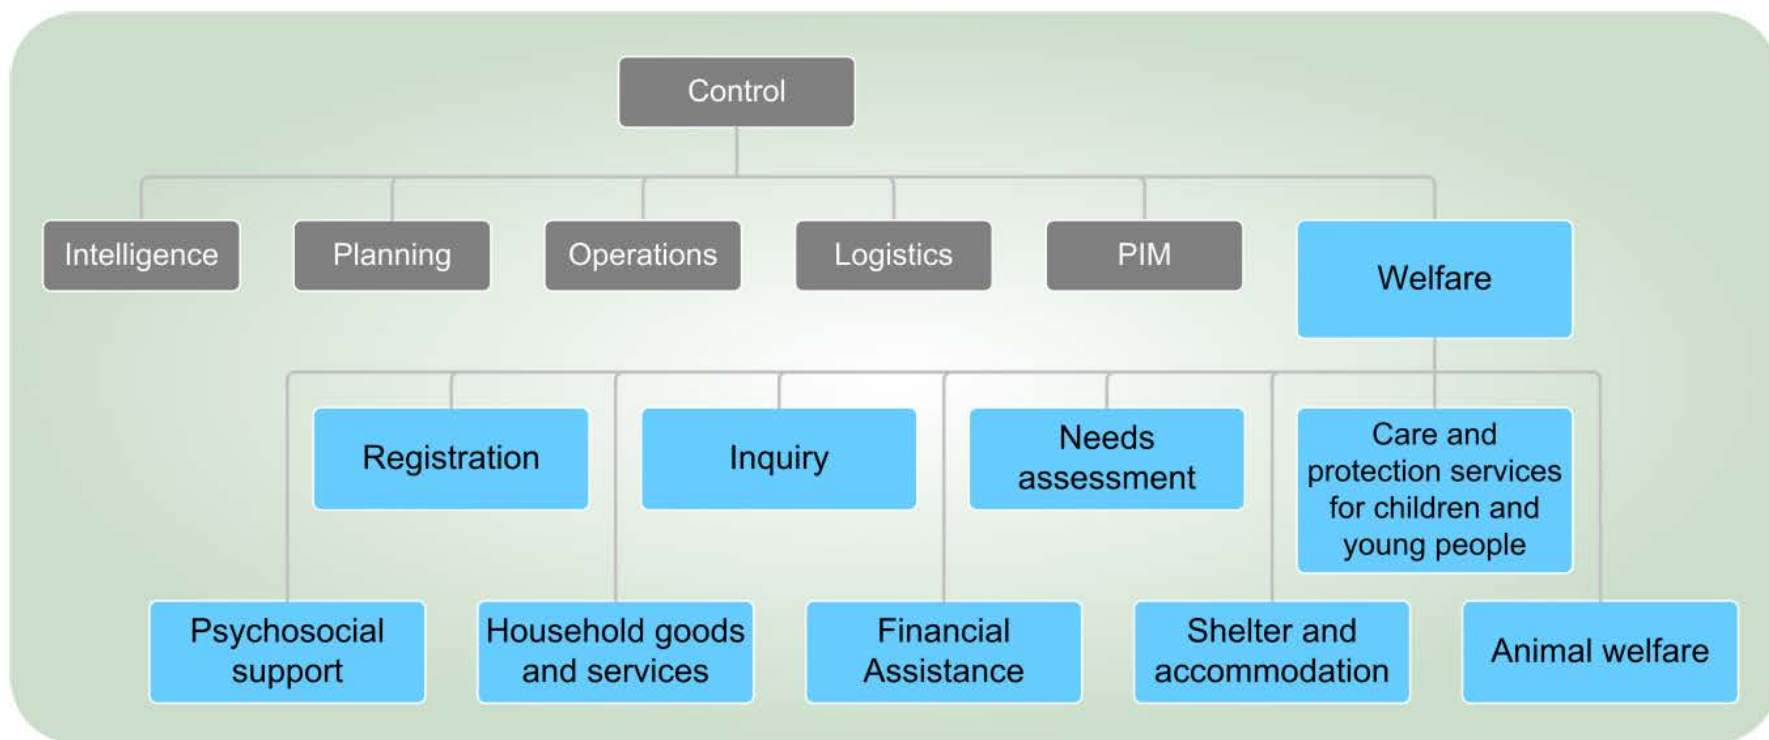 Control
Intelligence
Planning
Operations
Logistics
PIM
Welfare
Registration
Inquiry
Needs
assessment
Care and
protection services
for children and
young people
Psychosocial
support
Household goods
and services
Financial
Assistance
Shelter and
accommodation
Animal welfare